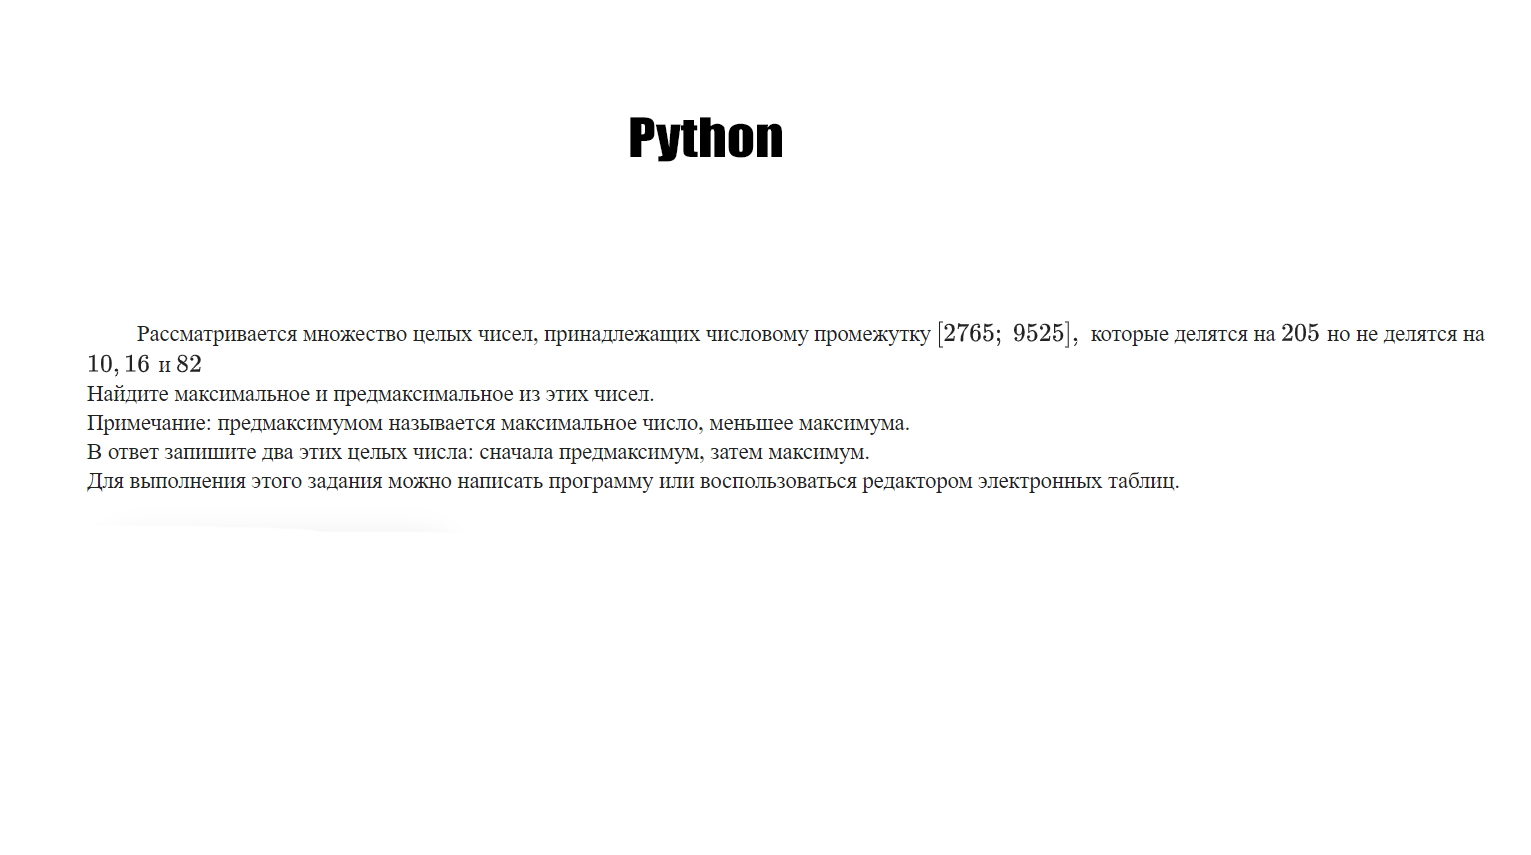 Python
Рассматривается множество целых чисел, принадлежащих числовому промежутку [2765; 9525], которые делятся на 205 но не делятся на
10, 16 и 82
Найдите максимальное и предмаксимальное из этих чисел.
Примечание: предмаксимумом называется максимальное число, меньшее максимума.
В ответ запишите два этих целых числа: сначала предмаксимум, затем максимум.
Для выполнения этого задания можно написать программу или воспользоваться редактором электронных таблиц.